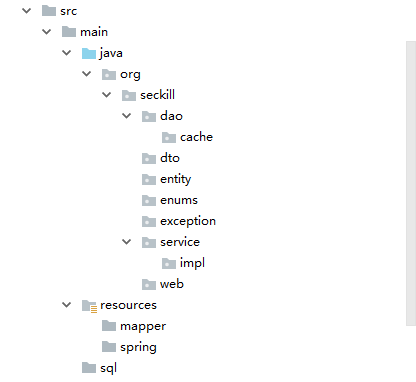 src
main
java
org
seckill
dao
cache
dto
entity
enums
exception
service
impl
web
resources
mapper
spring
sql